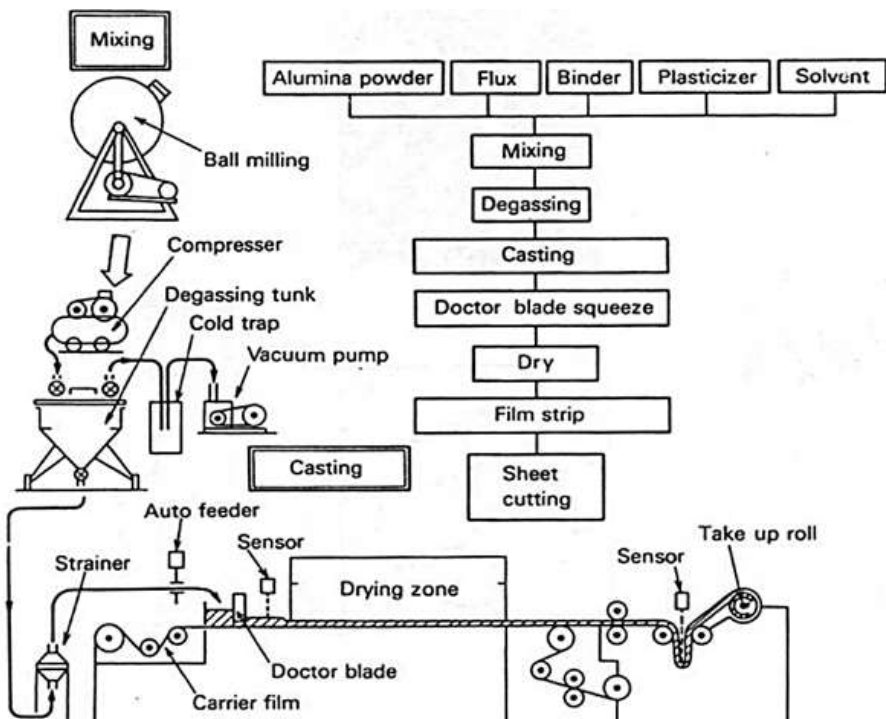 Mixing
Alumina powder
Flux
Binder
Plasticizer
Solvent
Ball milling
Mixing
Degassing
Compresser
Casting
Degassing tunk
Cold trap
Doctor blade squeeze
Vacuum pump
Dry
Film strip
Casting
Sheet
cutting
Auto feeder
Sensor
Sensor
Take up roll
Strainer
Drying zone
Doctor blade
Carrier film